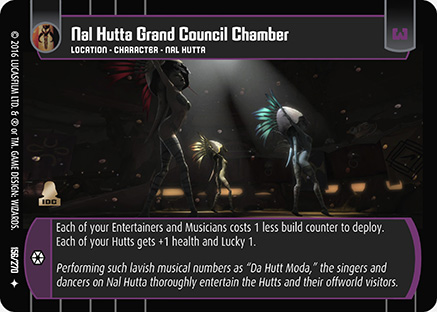 Nal Hutta Grand Council Chamber
LOCATION - CHARACTER - NAL HUTTA
3
© 2016 LUCASFILM LTD. & ® or TM. GAME DESIGN: WIZARDS.
156/270
IDC
Each of your Entertainers and Musicians costs 1 less build counter to deploy.
Each of your Hutts gets +1 health and Lucky 1.
Performing such lavish musical numbers as “Da Hutt Moda,” the singers and
dancers on Nal Hutta thoroughly entertain the Hutts and their offworld visitors.